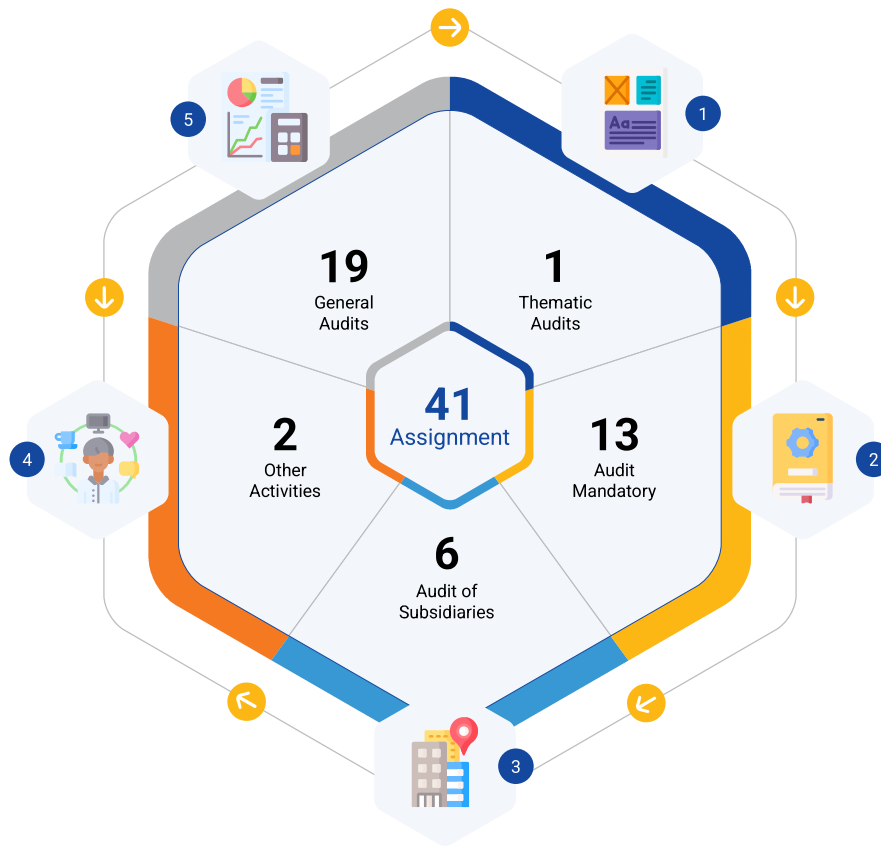 5
1
Aa
19
General
Audits
1
Thematic
Audits
41
Assignment
4
2
Other
Activities
13
Audit
Mandatory
2
6
Audit of
Subsidiaries
3